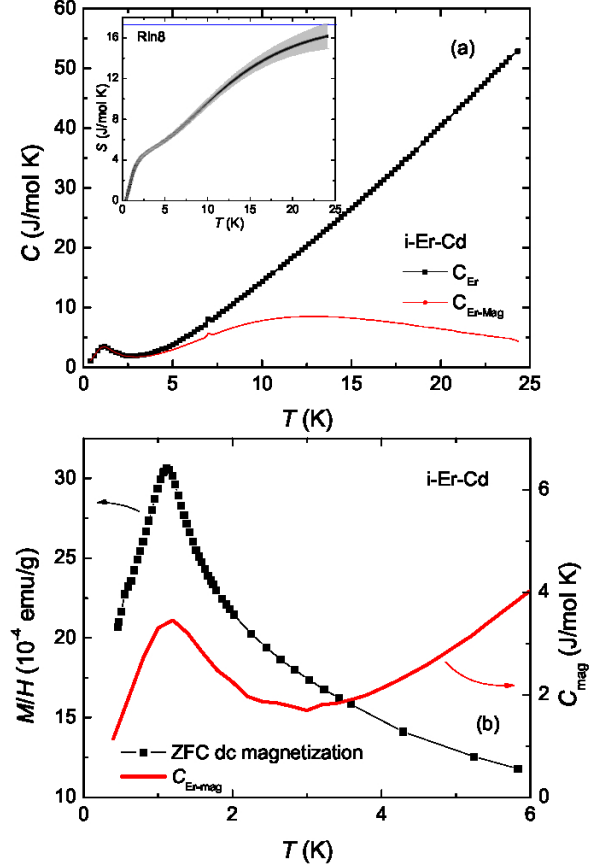 60
50
40
30
20
10
0
C (J/mol K)
(a)
Rln8
16
12
8
4
0
S (J/mol K)
0 5 10 15 20 25
T (K)
i-Er-Cd
C_Er
C_Er-Mag
0 5 10 15 20 25
T (K)
30
25
20
15
10
M/H (10⁻⁴ emu/g)
i-Er-Cd
6
4
2
0
C_mag (J/mol K)
(b)
ZFC dc magnetization
C_Er-mag
0 2 4 6
T (K)